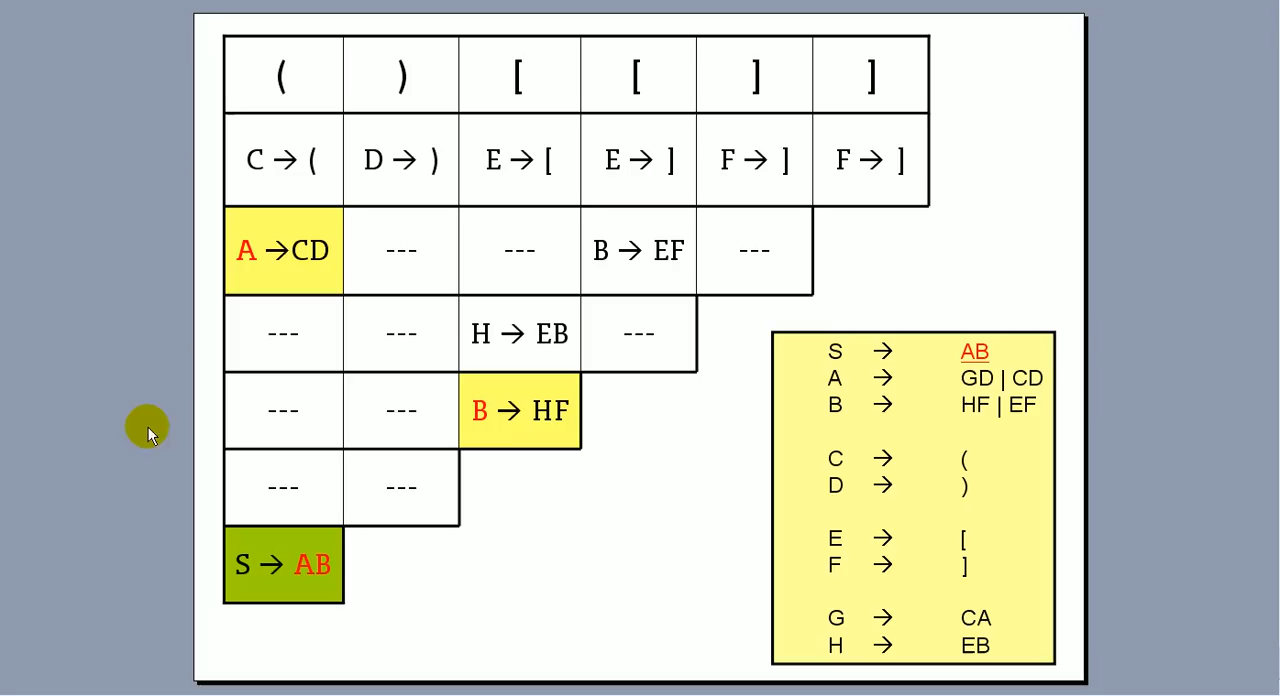 ( ) [ [ ] ]
C → ( D → ) E → [ E → ] F → ] F → ]
A →CD --- --- B → EF ---
--- --- H → EB ---
--- --- B → HF
--- ---
S → AB
S → AB
A → GD | CD
B → HF | EF
C → (
D → )
E → [
F → ]
G → CA
H → EB